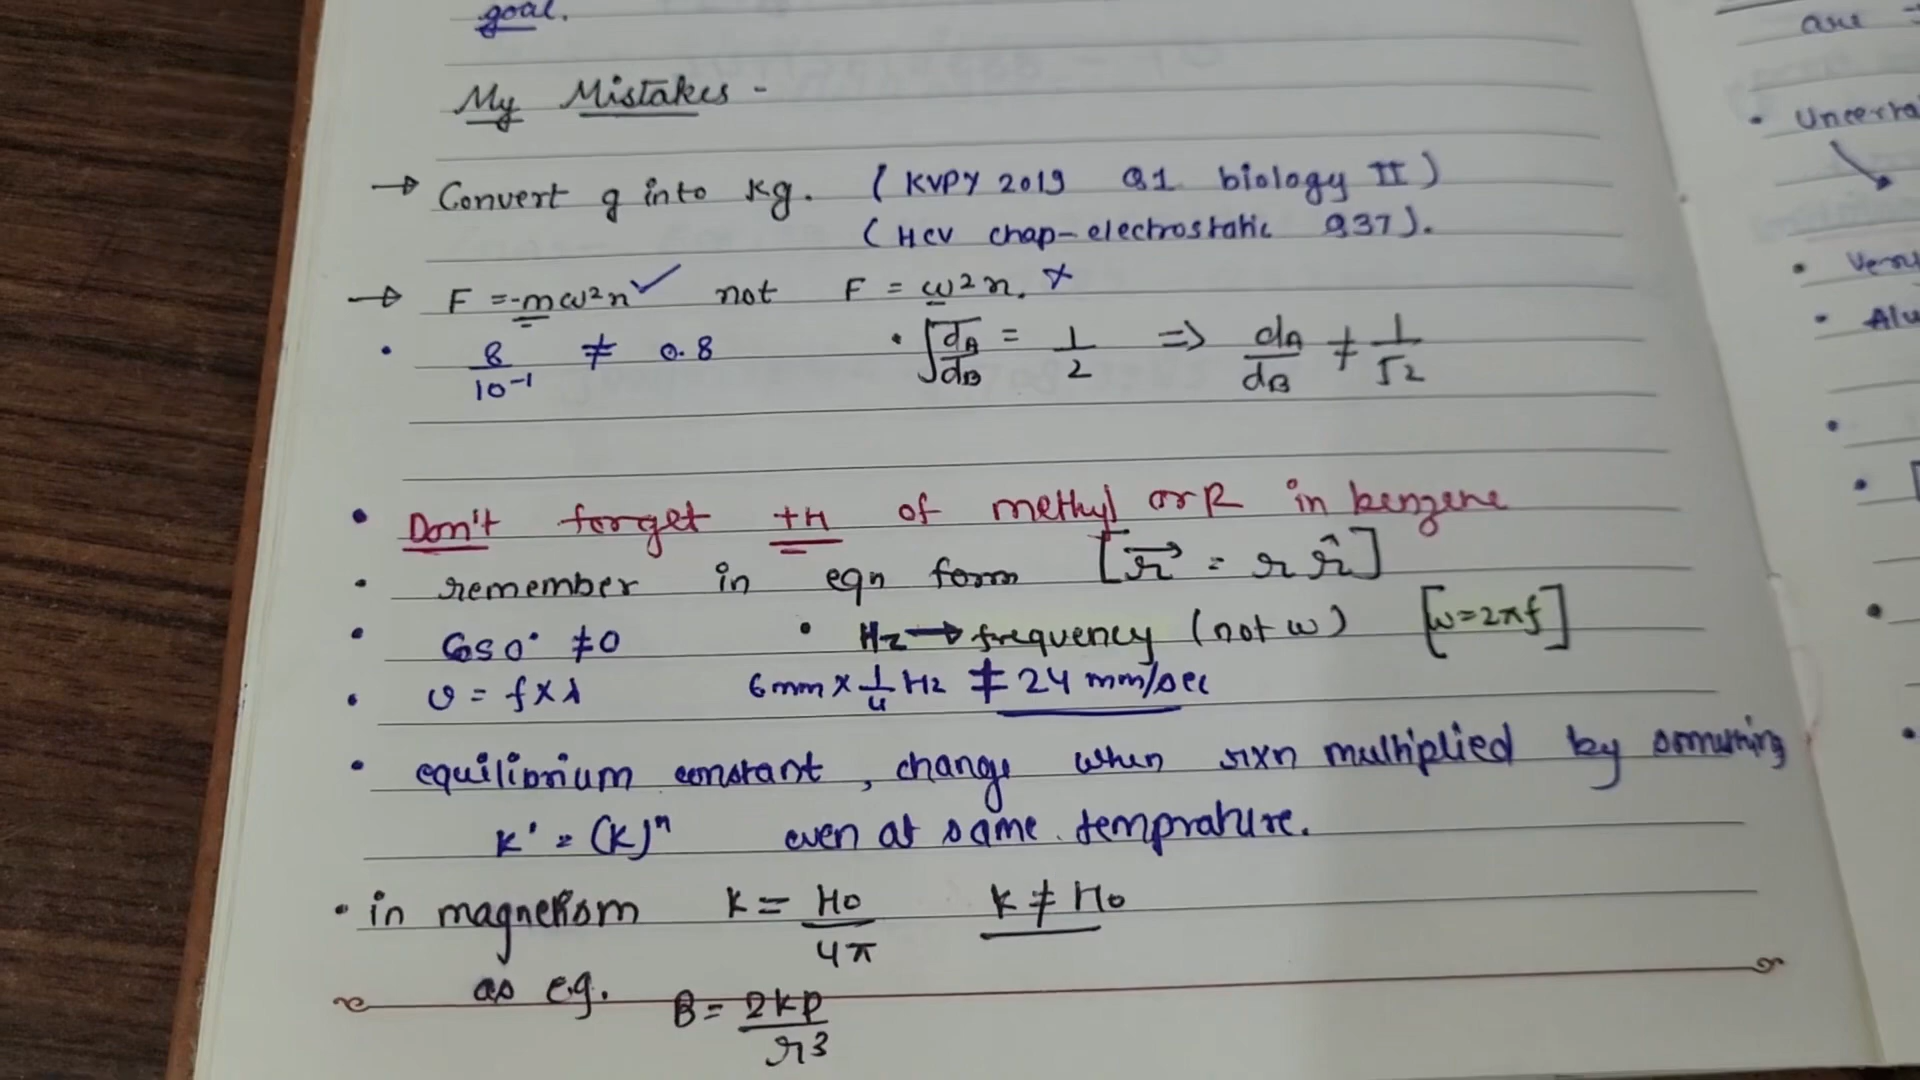 goal.
My Mistakes -
→ Convert g into kg. (KVPY 2019 Q1 biology II)
(HCV chap-electrostatic Q37).
→ F = -mω²x ✓ not F = ω²x. ×
• 8/10⁻¹ ≠ 0.8 • √(dA/dB) = 1/2 ⇒ dA/dB ≠ 1/√2
• Don't forget +H of methyl or R in benzene
• remember in eqn form [r⃗ = r r̂]
• Cos0° ≠ 0 • Hz → frequency (not ω) [ω=2πf]
• v = f×λ 6mm × 1/4 Hz ≠ 24 mm/sec
• equilibrium constant, change when rxn multiplied by
K' = (K)ⁿ even at same temprature.
• in magnetism K = μ₀/4π K ≠ μ₀
as e.g. B = 2KP/r³
are
• Uncerta
• Very
• Alu